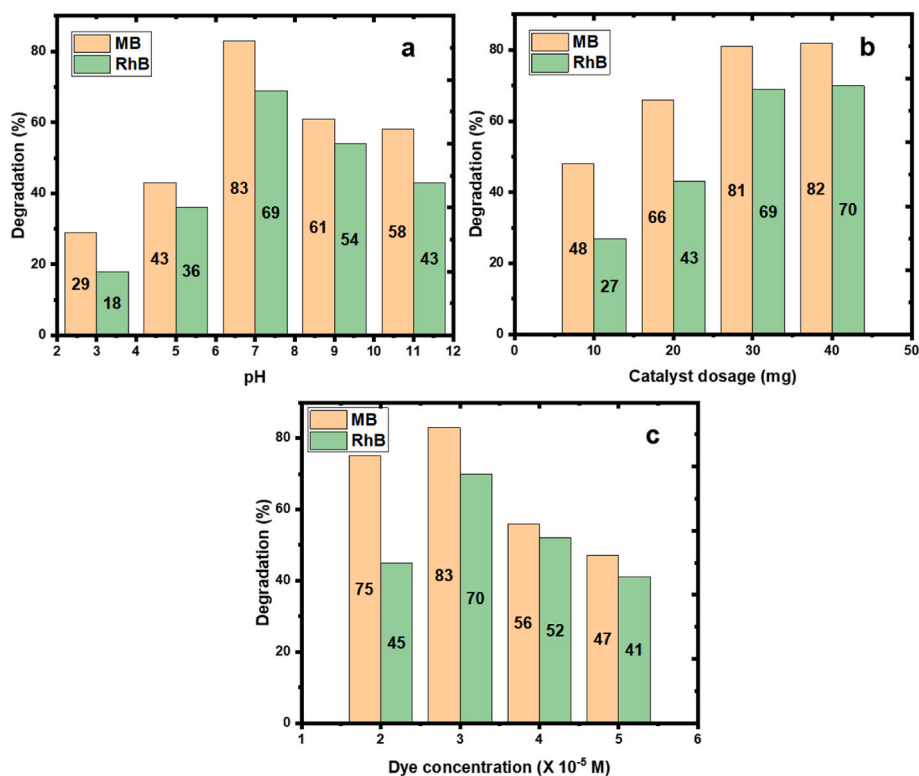 a
MB
RhB
Degradation (%)
80
60
40
20
0
29
18
43
36
83
69
61
54
58
43
2 3 4 5 6 7 8 9 10 11 12
pH
b
MB
RhB
Degradation (%)
80
60
40
20
0
48
27
66
43
81
69
82
70
0 10 20 30 40 50
Catalyst dosage (mg)
c
MB
RhB
Degradation (%)
80
60
40
20
0
75
45
83
70
56
52
47
41
1 2 3 4 5 6
Dye concentration (X 10⁻⁵ M)